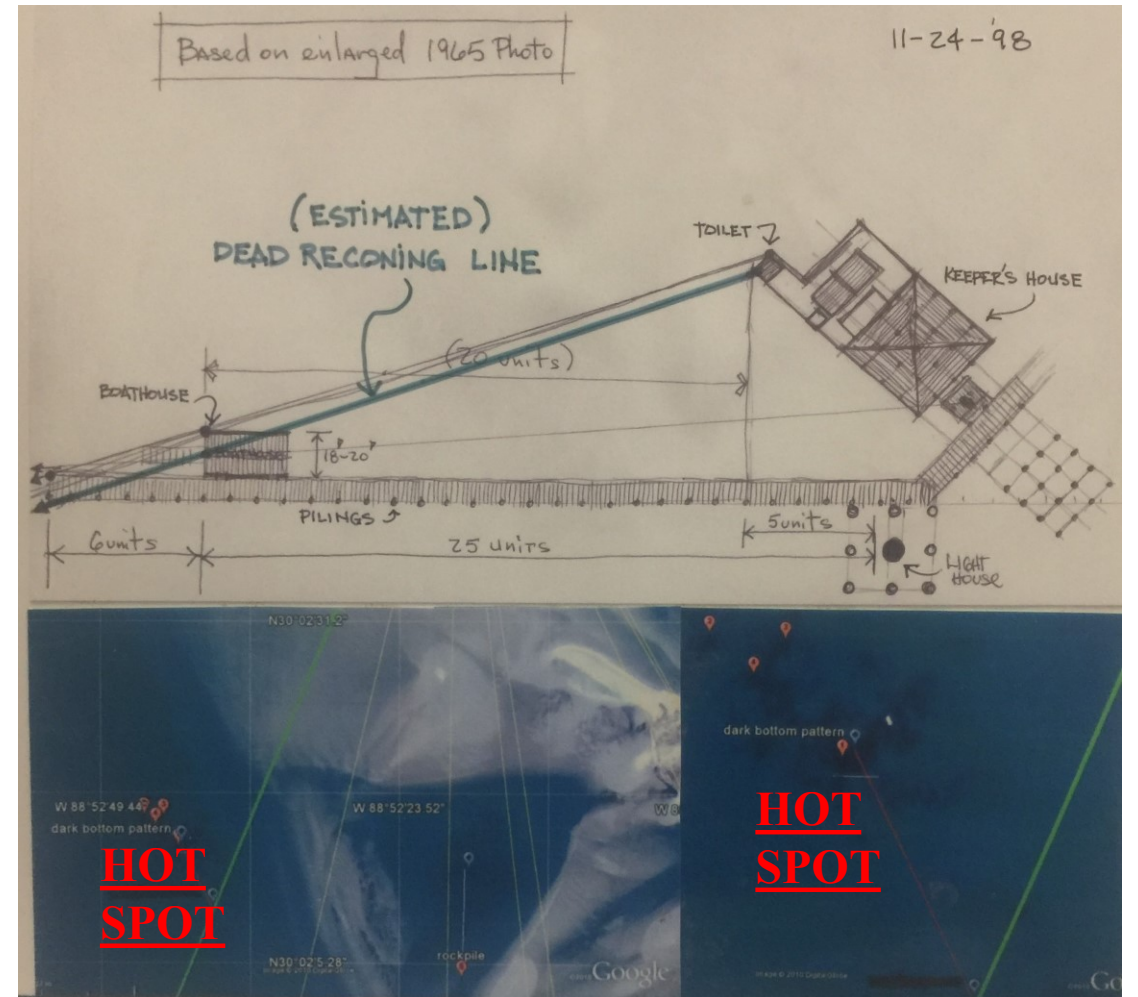 Based on enlarged 1965 Photo
11-24-'98
(ESTIMATED)
DEAD RECONING LINE
TOILET
KEEPER'S HOUSE
(20 units)
BOATHOUSE
BOATHOUSE
18"-20"
PILINGS
6 units
25 units
5 units
LIGHT
HOUSE
N30°02'31.2"
W 88°52'49.44"
dark bottom pattern
HOT
SPOT
W 88°52'23.52"
W 8
rockpile
N30°02'5.28"
Google
dark bottom pattern
HOT
SPOT
Go